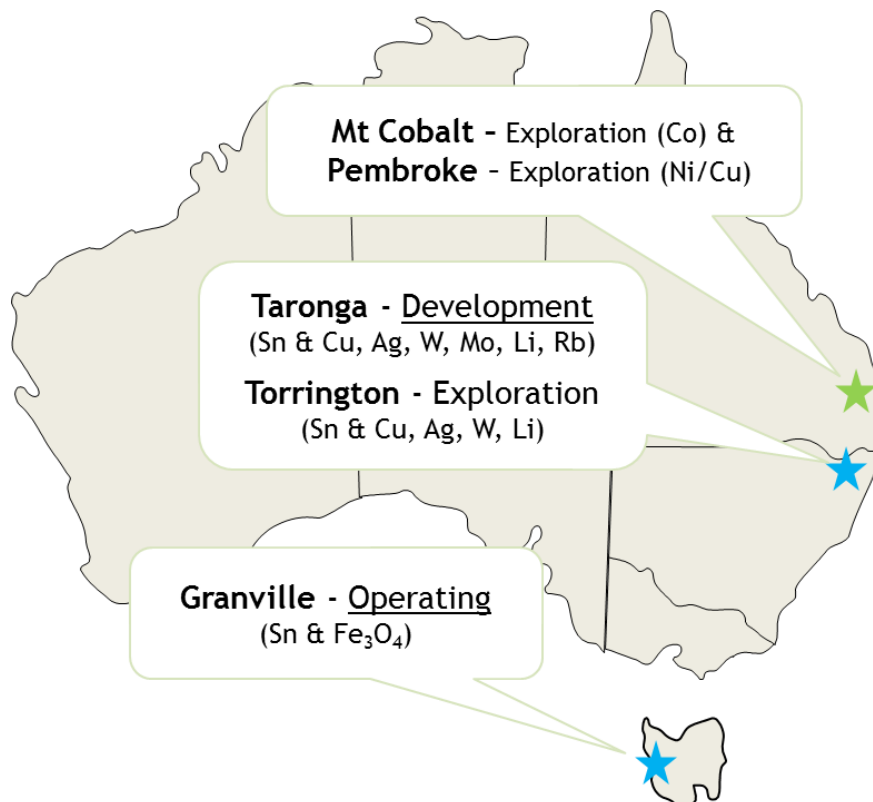 Mt Cobalt – Exploration (Co) &
Pembroke – Exploration (Ni/Cu)
Taronga - Development
(Sn & Cu, Ag, W, Mo, Li, Rb)
Torrington - Exploration
(Sn & Cu, Ag, W, Li)
Granville - Operating
(Sn & Fe₃O₄)